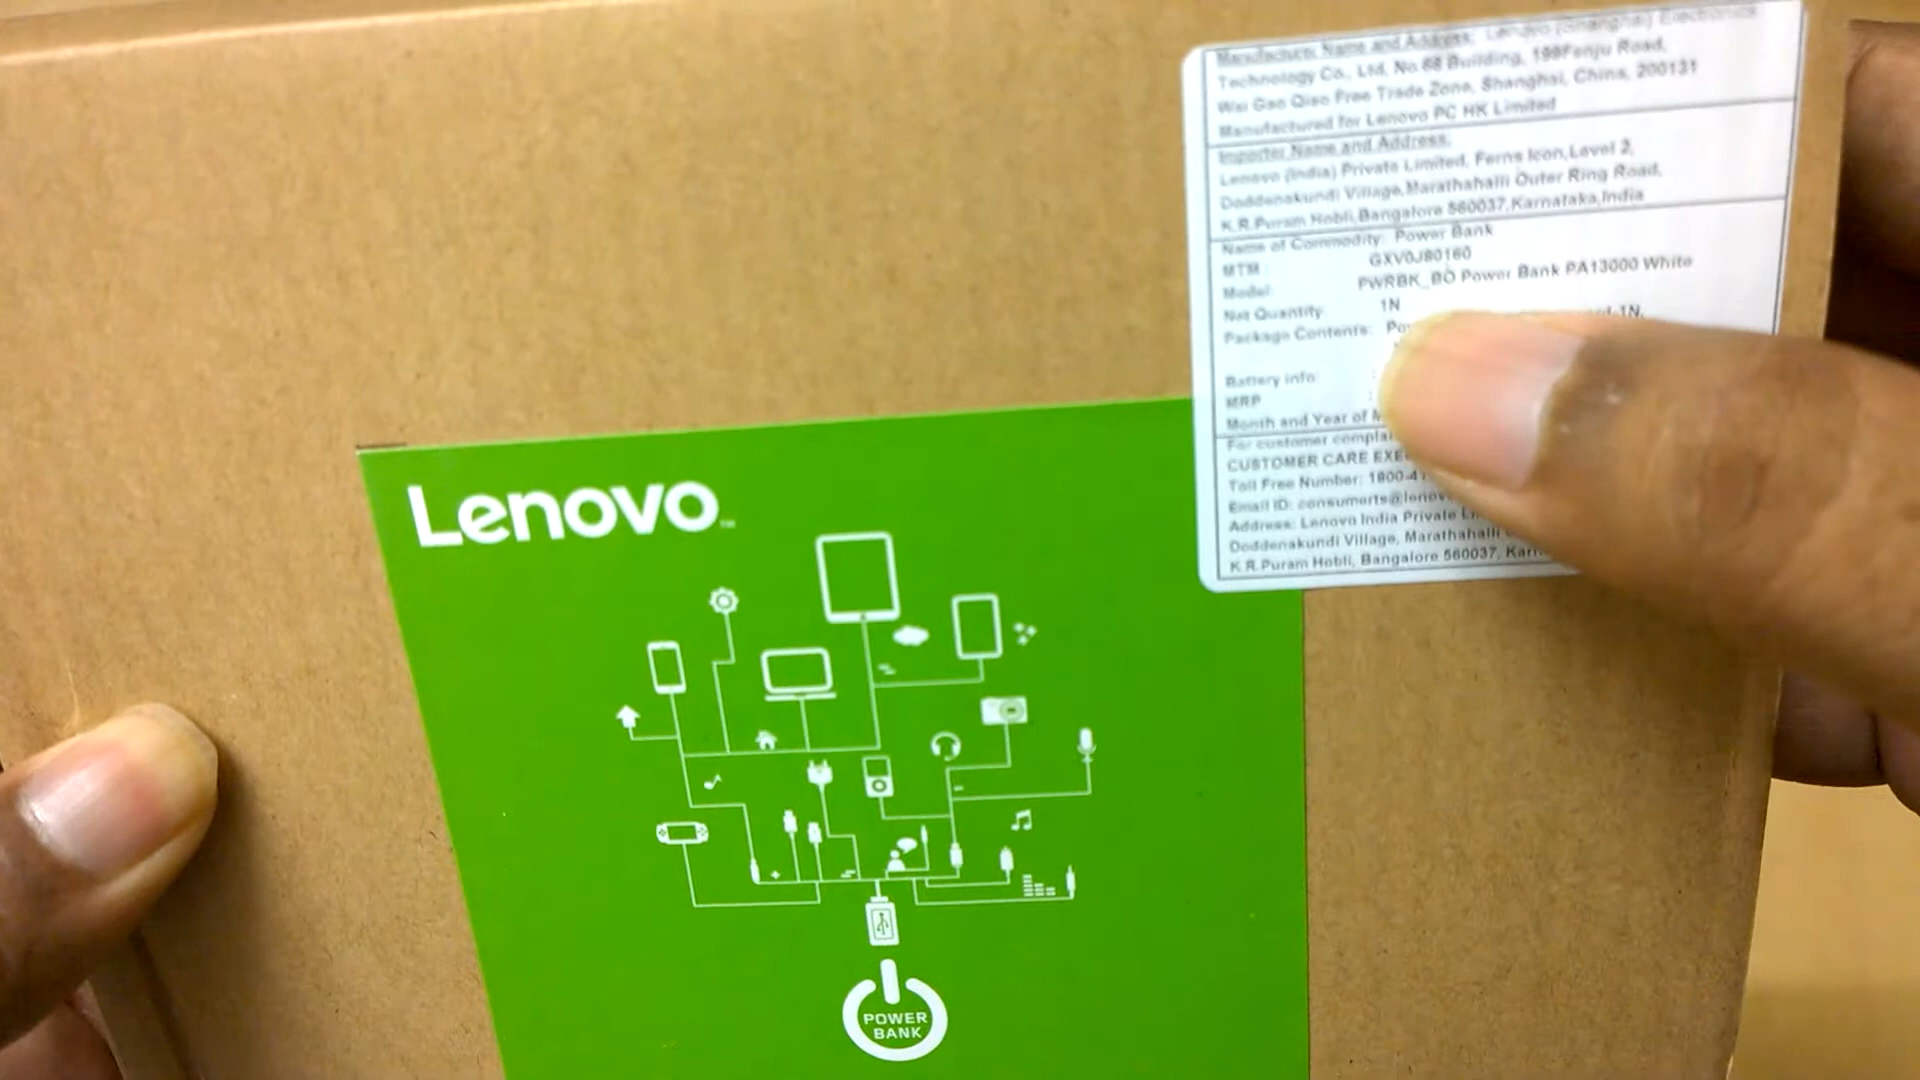 Manufacturer Name and Address: Lenovo (Shanghai) Electronics
Technology Co., Ltd, No.68 Building, 199Fenju Road,
Wai Gao Qiao Free Trade Zone, Shanghai, China, 200131
Manufactured for Lenovo PC HK Limited
Importer Name and Address:
Lenovo (India) Private Limited, Ferns Icon,Level 2,
Doddenakundi Village,Marathahalli Outer Ring Road,
K.R.Puram Hobli,Bangalore 560037,Karnataka,India
Name of Commodity: Power Bank
MTM : GXV0J80160
Model: PWRBK_BO Power Bank PA13000 White
Net Quantity: 1N
Package Contents:
Battery info:
MRP :
Month and Year of
For customer
CUSTOMER CARE
Toll Free Number: 1800-4
Email ID:
Address: Lenovo India Private
Doddenakundi Village, Marathahalli
K.R.Puram Hobli, Bangalore 560037,
Lenovo™
POWER
BANK